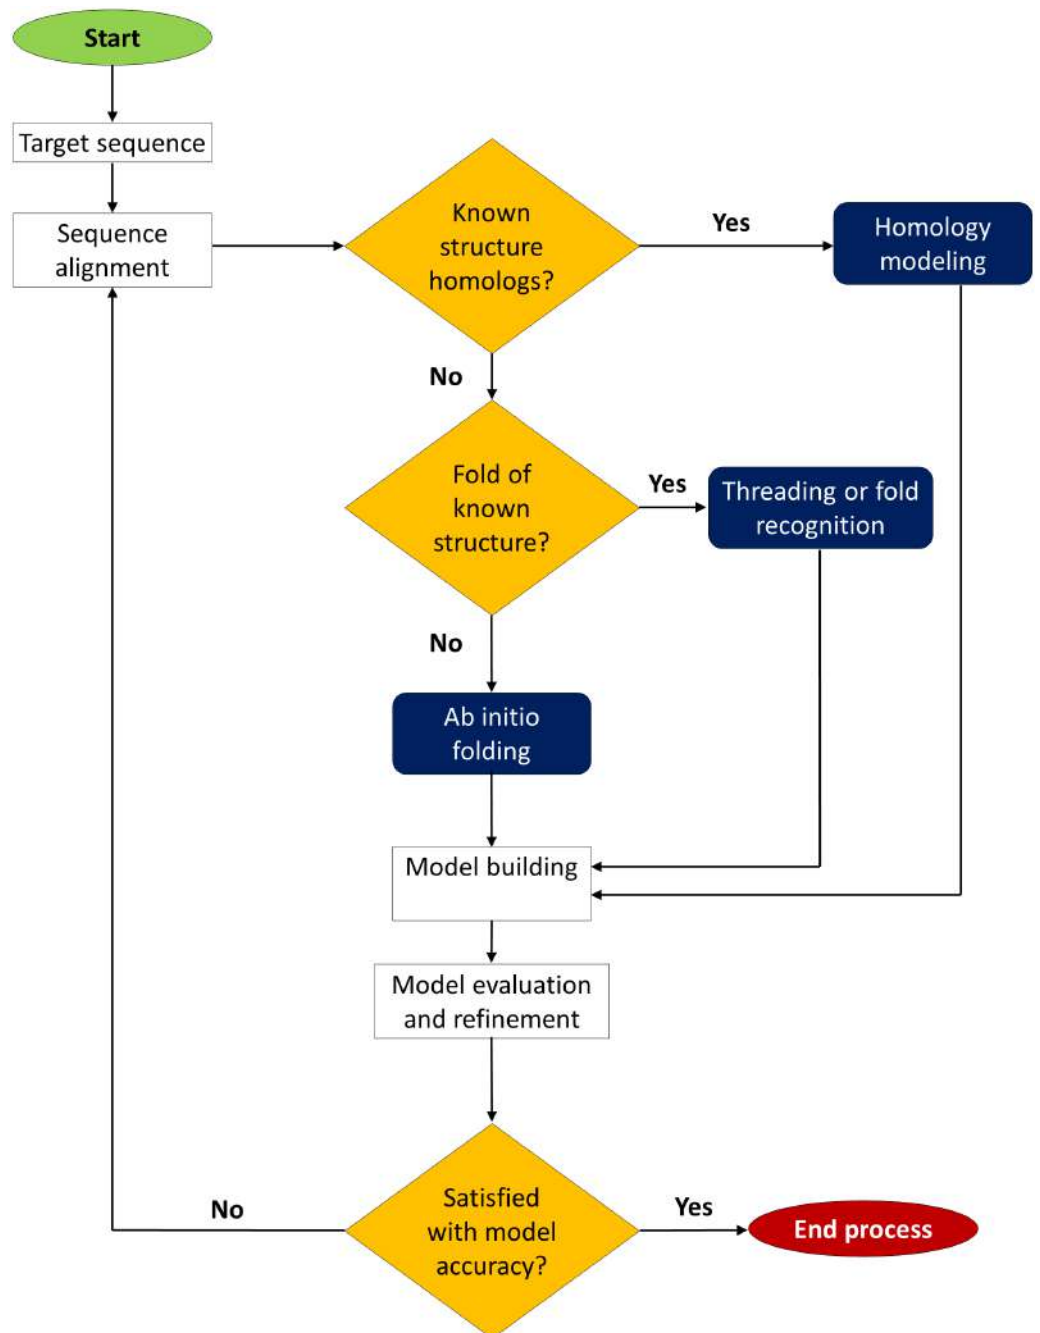 Start
Target sequence
Sequence
alignment
Known
structure
homologs?
Yes
Homology
modeling
No
Fold of
known
structure?
Yes
Threading or fold
recognition
No
Ab initio
folding
Model building
Model evaluation
and refinement
Satisfied
with model
accuracy?
No
Yes
End process